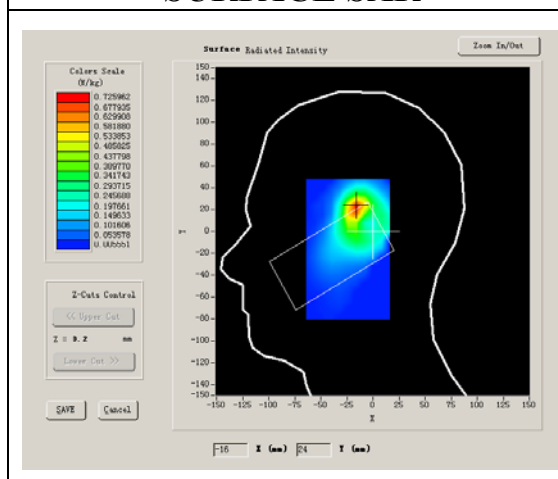 SURFACE SAR
Surface Radiated Intensity
Zoom In/Out
Colors Scale
(W/kg)
0.725962
0.677935
0.629908
0.581880
0.533853
0.485825
0.437798
0.389770
0.341743
0.293715
0.245688
0.197661
0.149633
0.101606
0.053578
0.005551
Z-Cuts Control
<< Upper Cut
Z = 3.2 mm
Lower Cut >>
SAVE Cancel
150
140
120
100
80
60
40
20
0
-20
-40
-60
-80
-100
-120
-140
-150
Y
-150 -125 -100 -75 -50 -25 0 25 50 75 100 125 150
X
-16 X (mm) 24 Y (mm)